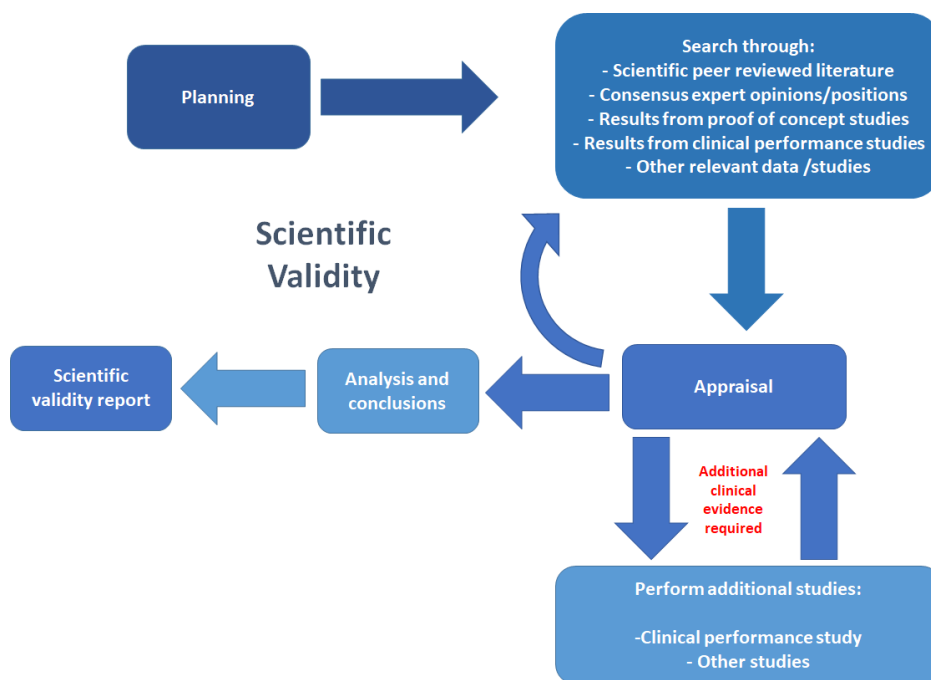 Planning
Search through:
- Scientific peer reviewed literature
- Consensus expert opinions/positions
- Results from proof of concept studies
- Results from clinical performance studies
- Other relevant data /studies
Scientific
Validity
Scientific
validity report
Analysis and
conclusions
Appraisal
Additional
clinical
evidence
required
Perform additional studies:
-Clinical performance study
- Other studies